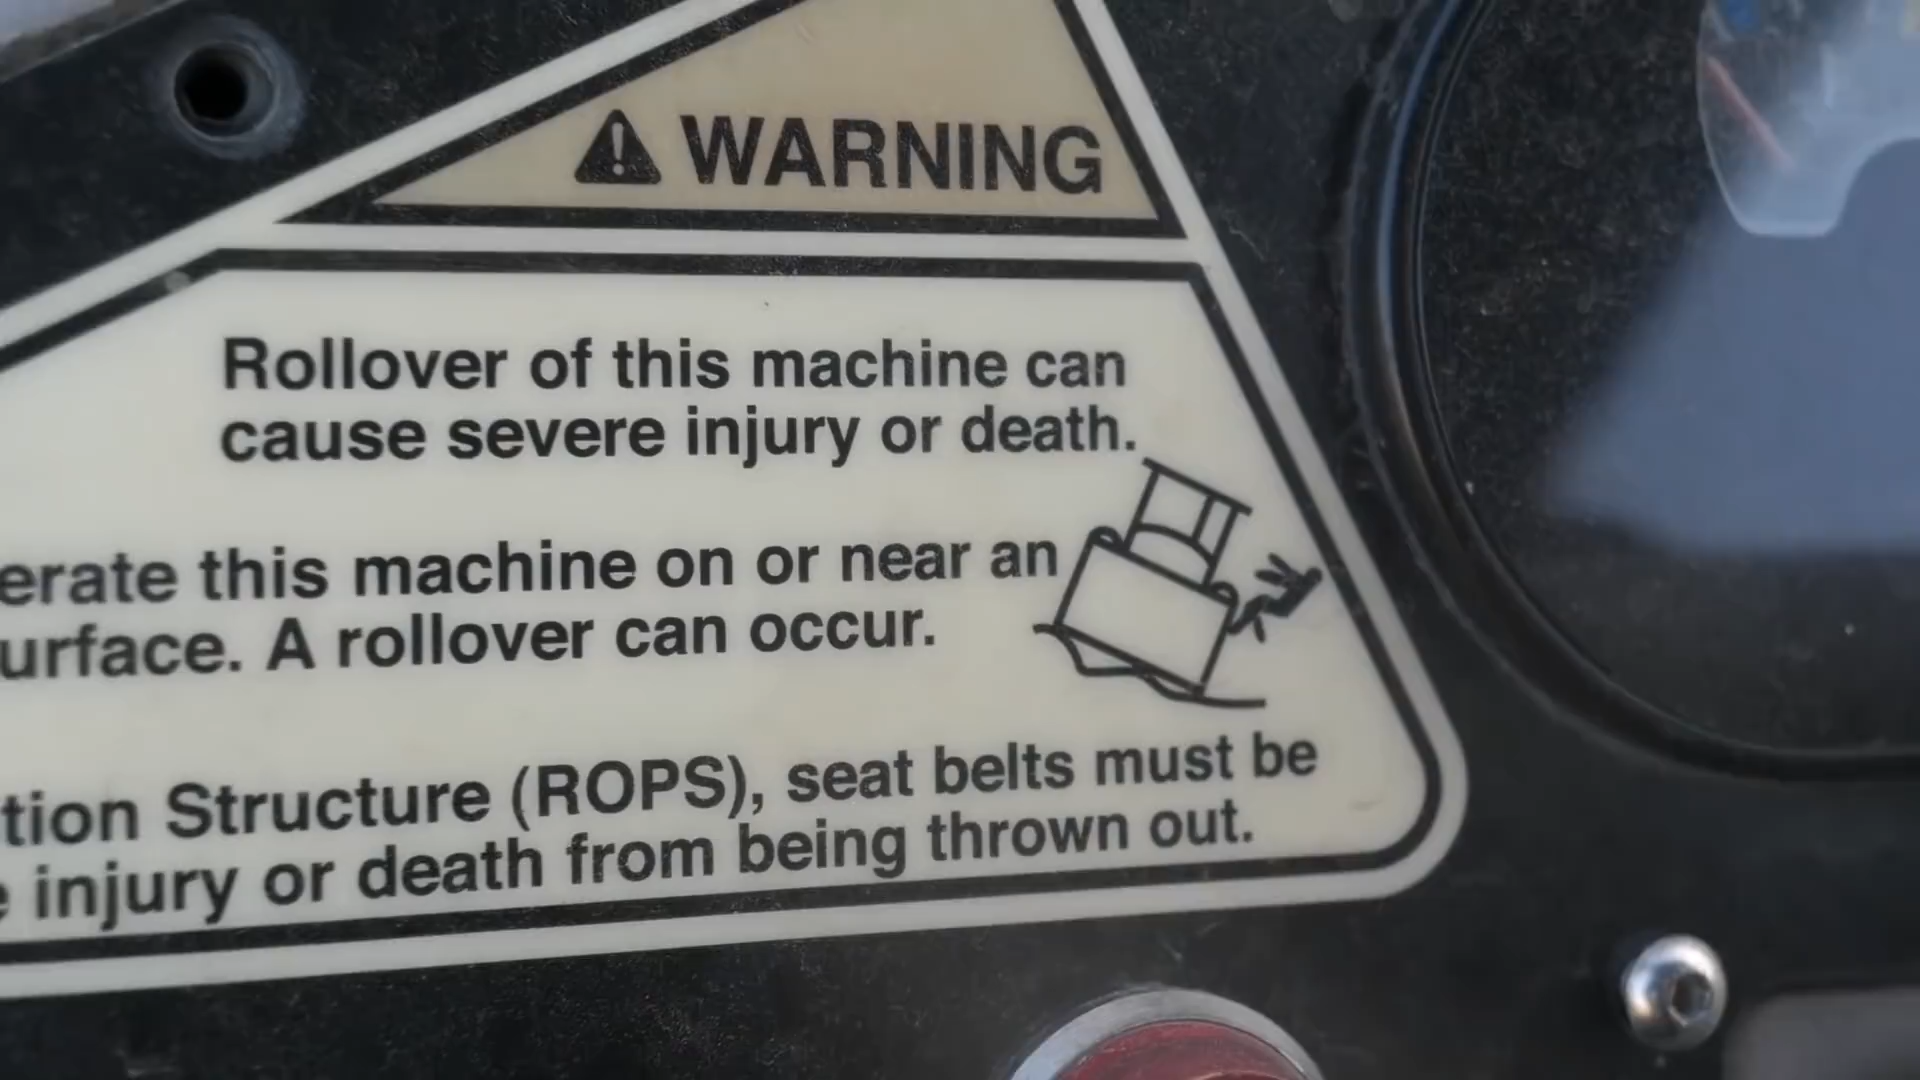 WARNING
Rollover of this machine can
cause severe injury or death.
erate this machine on or near an
urface. A rollover can occur.
tion Structure (ROPS), seat belts must be
injury or death from being thrown out.